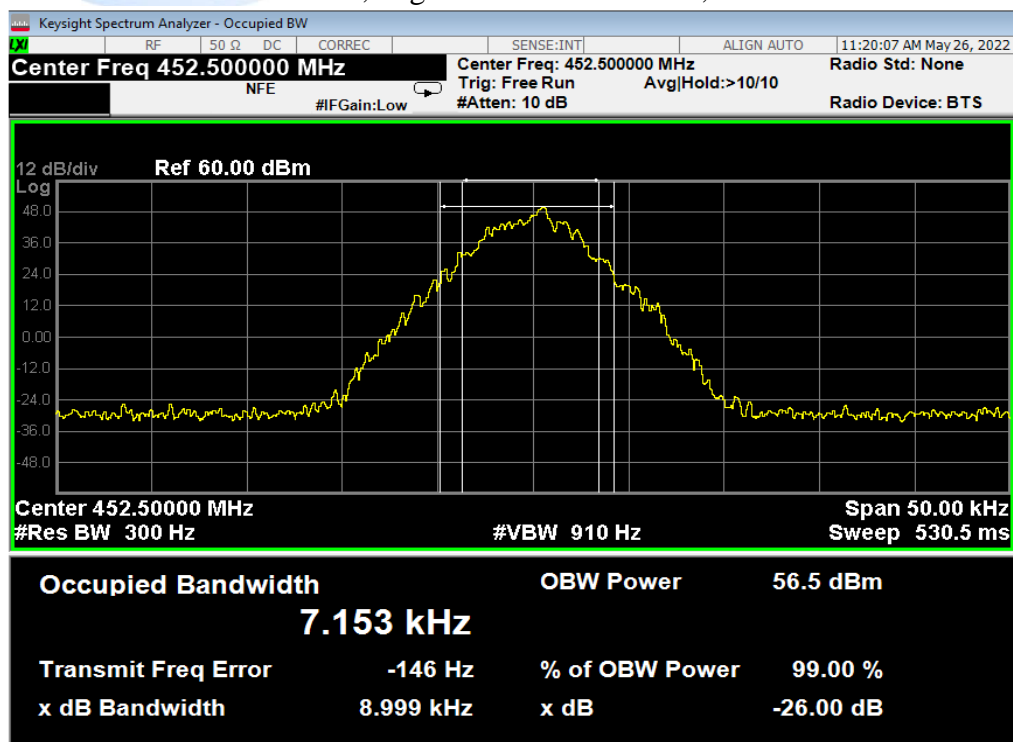 Keysight Spectrum Analyzer - Occupied BW
LXI RF 50 Ω DC CORREC SENSE:INT ALIGN AUTO 11:20:07 AM May 26, 2022
Center Freq 452.500000 MHz Center Freq: 452.500000 MHz Radio Std: None
NFE Trig: Free Run Avg|Hold:>10/10
#IFGain:Low #Atten: 10 dB Radio Device: BTS
12 dB/div Ref 60.00 dBm
Log
48.0
36.0
24.0
12.0
0.00
-12.0
-24.0
-36.0
-48.0
Center 452.50000 MHz Span 50.00 kHz
#Res BW 300 Hz #VBW 910 Hz Sweep 530.5 ms
Occupied Bandwidth OBW Power 56.5 dBm
7.153 kHz
Transmit Freq Error -146 Hz % of OBW Power 99.00 %
x dB Bandwidth 8.999 kHz x dB -26.00 dB